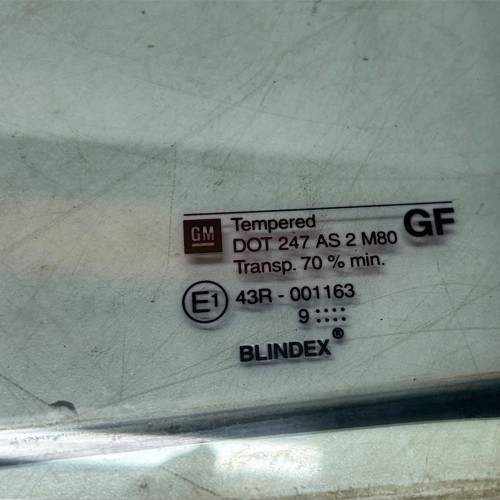 GM Tempered GF
DOT 247 AS 2 M80
Transp. 70 % min.
E1 43R - 001163
9 ::::
BLINDEX®